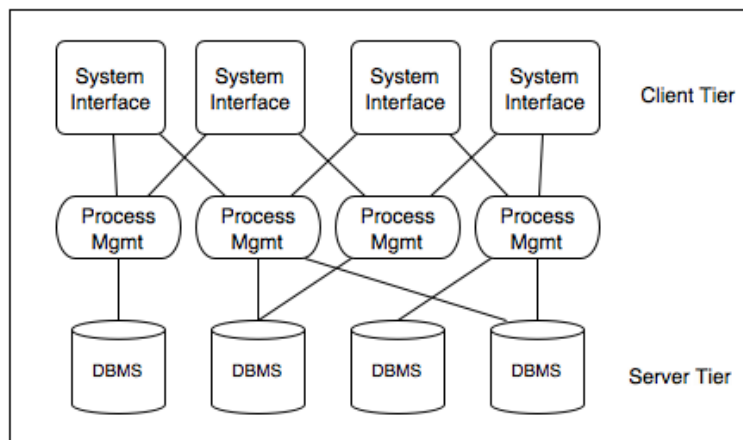 System
Interface
System
Interface
System
Interface
System
Interface
Client Tier
Process
Mgmt
Process
Mgmt
Process
Mgmt
Process
Mgmt
DBMS
DBMS
DBMS
DBMS
Server Tier